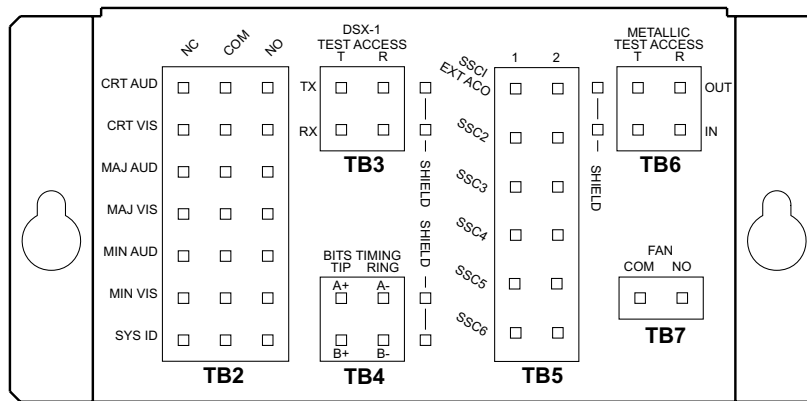 NC COM NO
CRT AUD
CRT VIS
MAJ AUD
MAJ VIS
MIN AUD
MIN VIS
SYS ID
TB2
DSX-1
TEST ACCESS
T R
TX
RX
TB3
SHIELD
SHIELD
BITS TIMING
TIP RING
A+ A-
B+ B-
TB4
1 2
SSCI
EXT ACO
SSC2
SSC3
SSC4
SSC5
SSC6
TB5
SHIELD
METALLIC
TEST ACCESS
T R
OUT
IN
TB6
FAN
COM NO
TB7